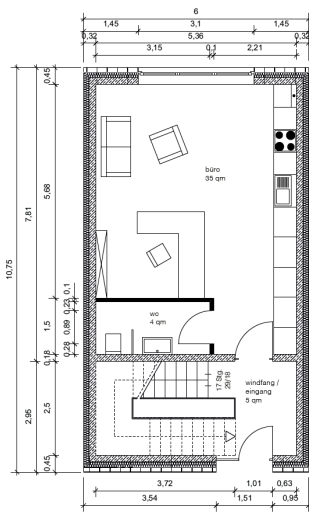 6
1,45 3,1 1,45
0,32 5,36 0,32
3,15 0,1 2,21
0,45
5,68
7,81
10,75
büro
35 qm
0,1
0,23
1,5
0,89
0,28
0,18
wc
4 qm
17 Stg.
29/18
windfang /
eingang
5 qm
2,95
2,5
0,45
3,72 1,01 0,63
3,54 1,51 0,95